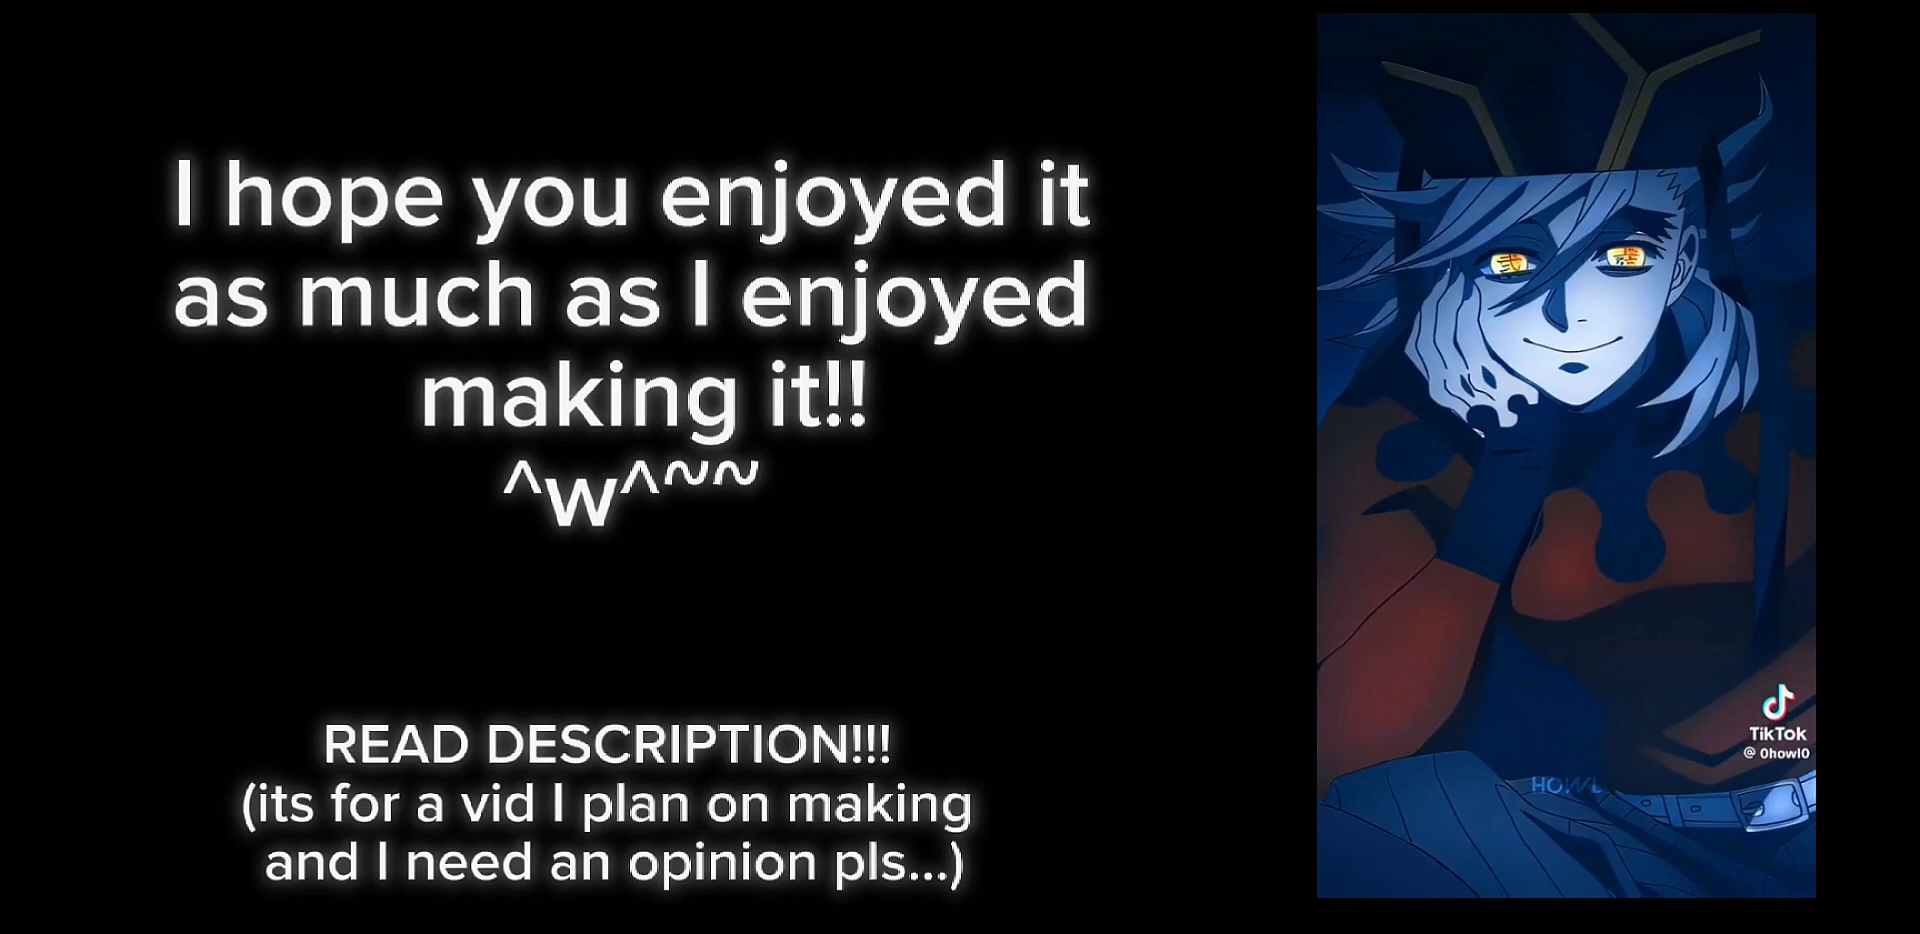 I hope you enjoyed it
as much as I enjoyed
making it!!
^w^~~
READ DESCRIPTION!!!
(its for a vid I plan on making
and I need an opinion pls...)
TikTok
@ 0howl0
HOWL